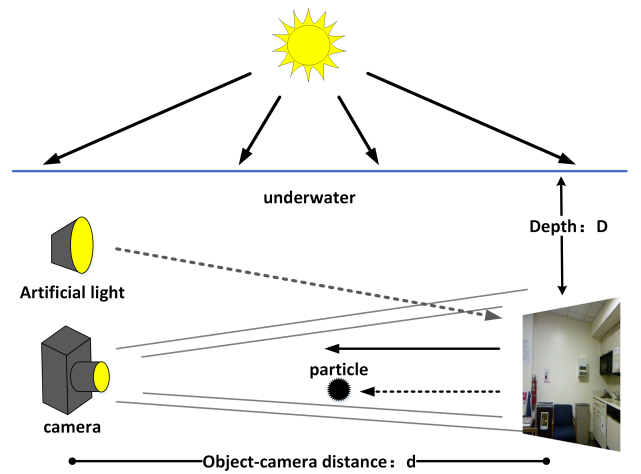 underwater
Depth：D
Artificial light
particle
camera
Object-camera distance：d